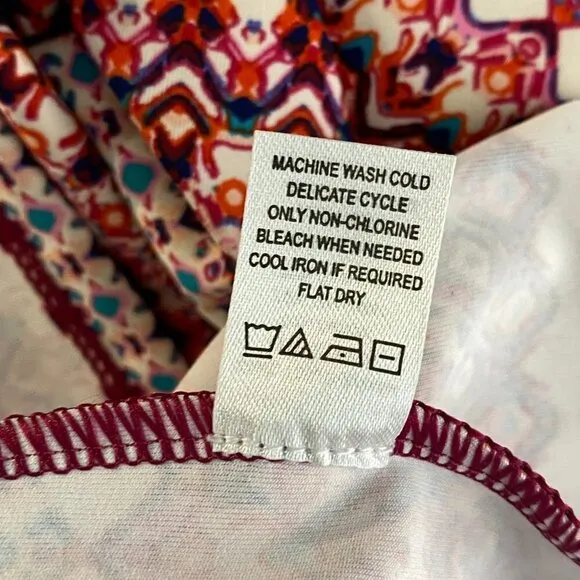 MACHINE WASH COLD
DELICATE CYCLE
ONLY NON-CHLORINE
BLEACH WHEN NEEDED
COOL IRON IF REQUIRED
FLAT DRY